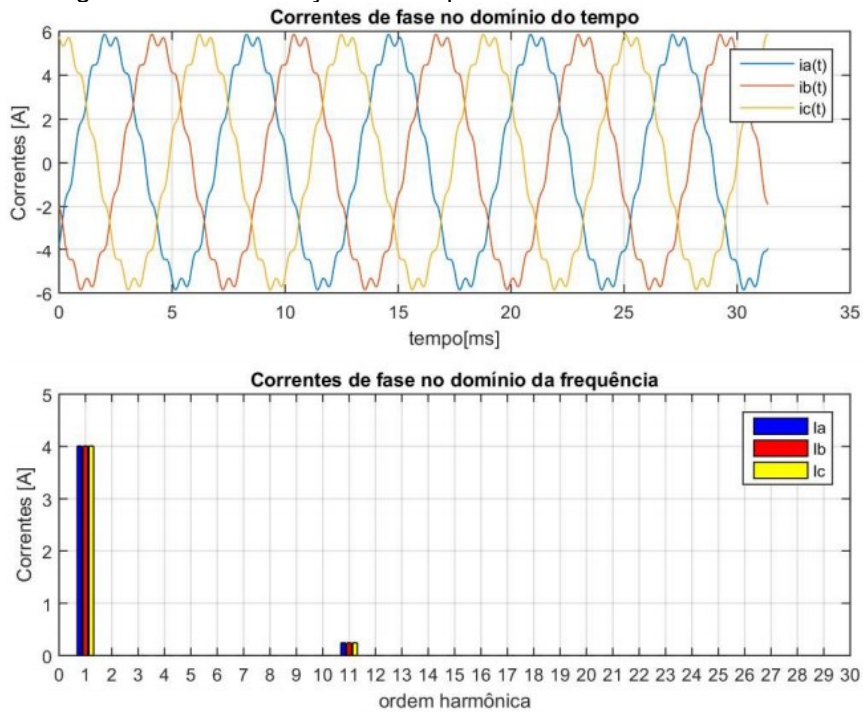 Correntes de fase no domínio do tempo
6
4
2
0
-2
-4
-6
Correntes [A]
ia(t)
ib(t)
ic(t)
0 5 10 15 20 25 30 35
tempo[ms]
Correntes de fase no domínio da frequência
5
4
3
2
1
0
Correntes [A]
Ia
Ib
Ic
0 1 2 3 4 5 6 7 8 9 10 11 12 13 14 15 16 17 18 19 20 21 22 23 24 25 26 27 28 29 30
ordem harmônica